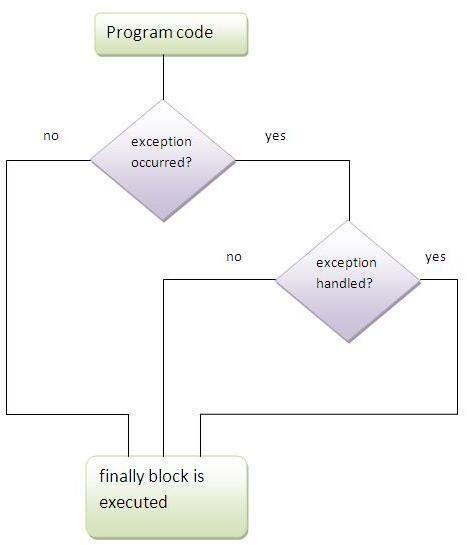 Program code
no
exception
occurred?
yes
no
exception
handled?
yes
finally block is
executed